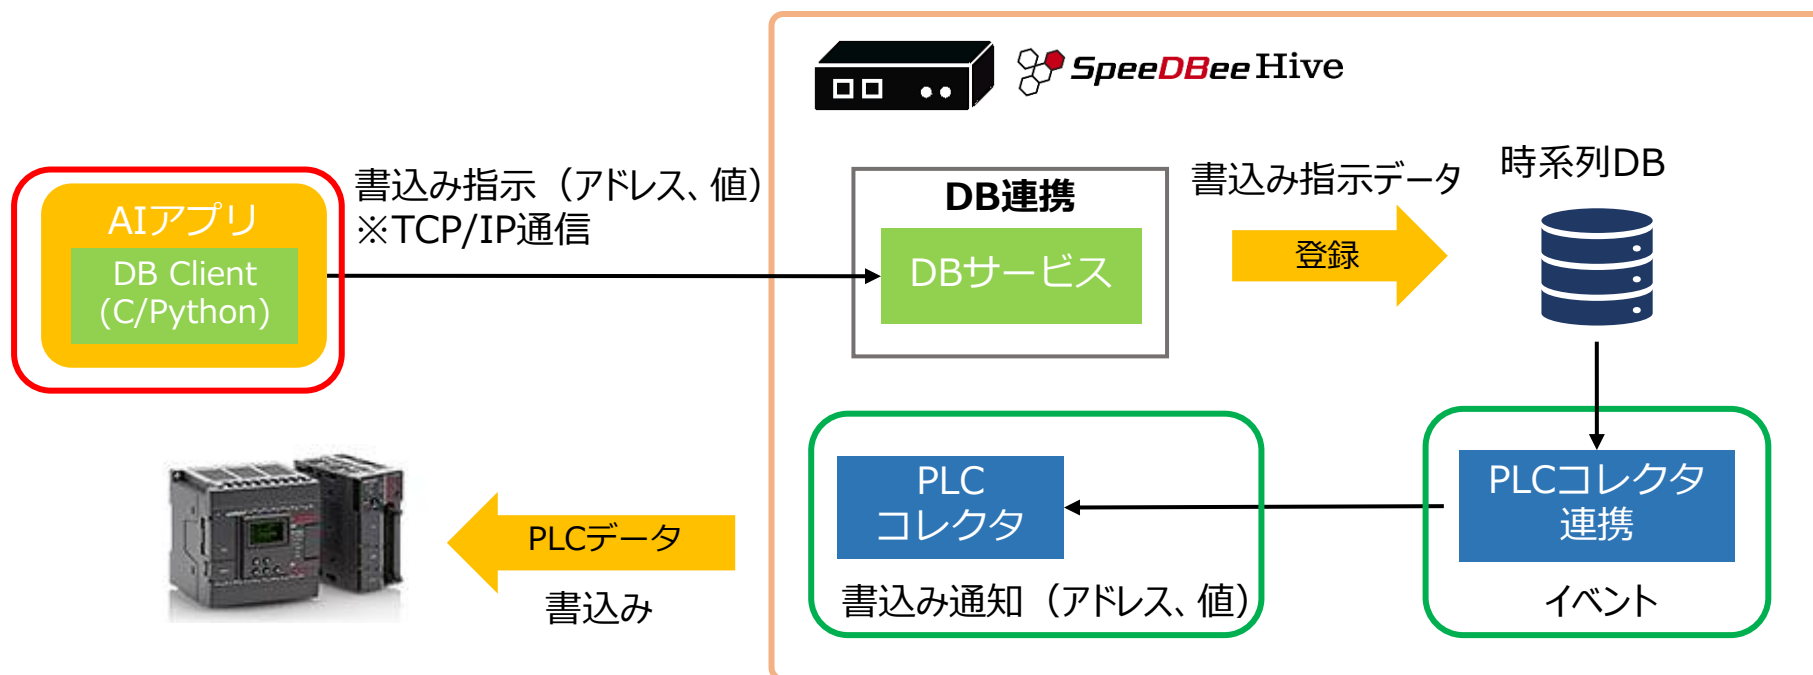 SpeeDBee Hive
書込み指示（アドレス、値）
※TCP/IP通信
AIアプリ
DB Client
(C/Python)
DB連携
DBサービス
書込み指示データ
登録
時系列DB
PLCコレクタ
連携
イベント
PLC
コレクタ
書込み通知（アドレス、値）
PLCデータ
書込み